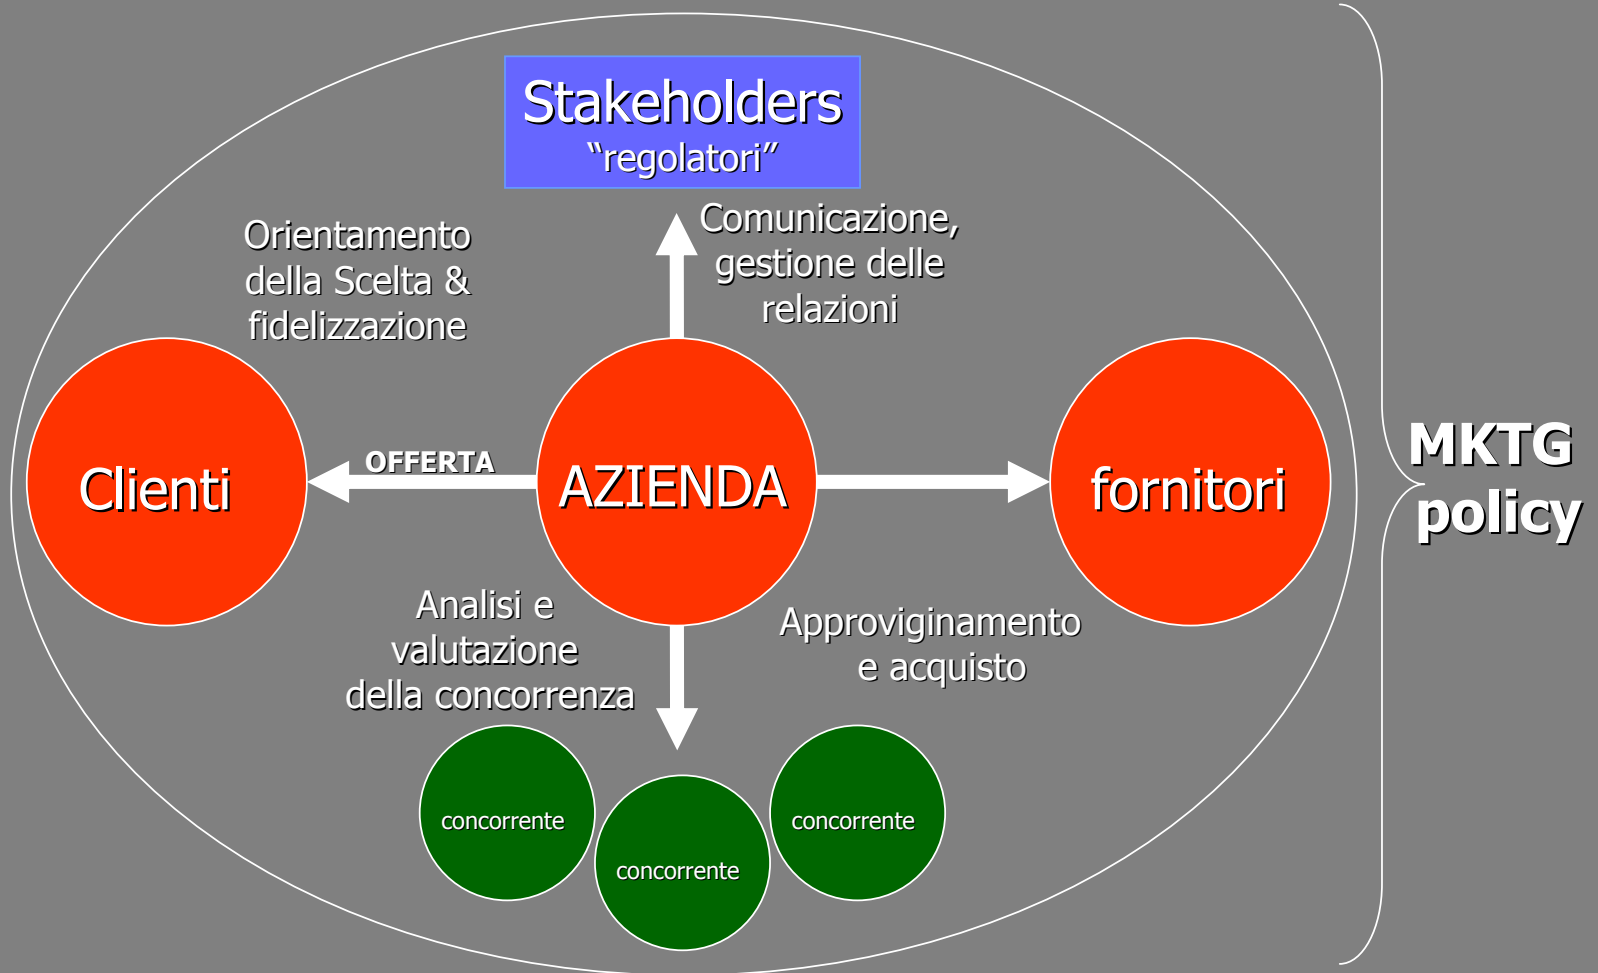 Stakeholders
“regolatori”
Orientamento
della Scelta &
fidelizzazione
Comunicazione,
gestione delle
relazioni
Clienti
OFFERTA
AZIENDA
fornitori
MKTG
policy
Analisi e
valutazione
della concorrenza
Approviginamento
e acquisto
concorrente
concorrente
concorrente